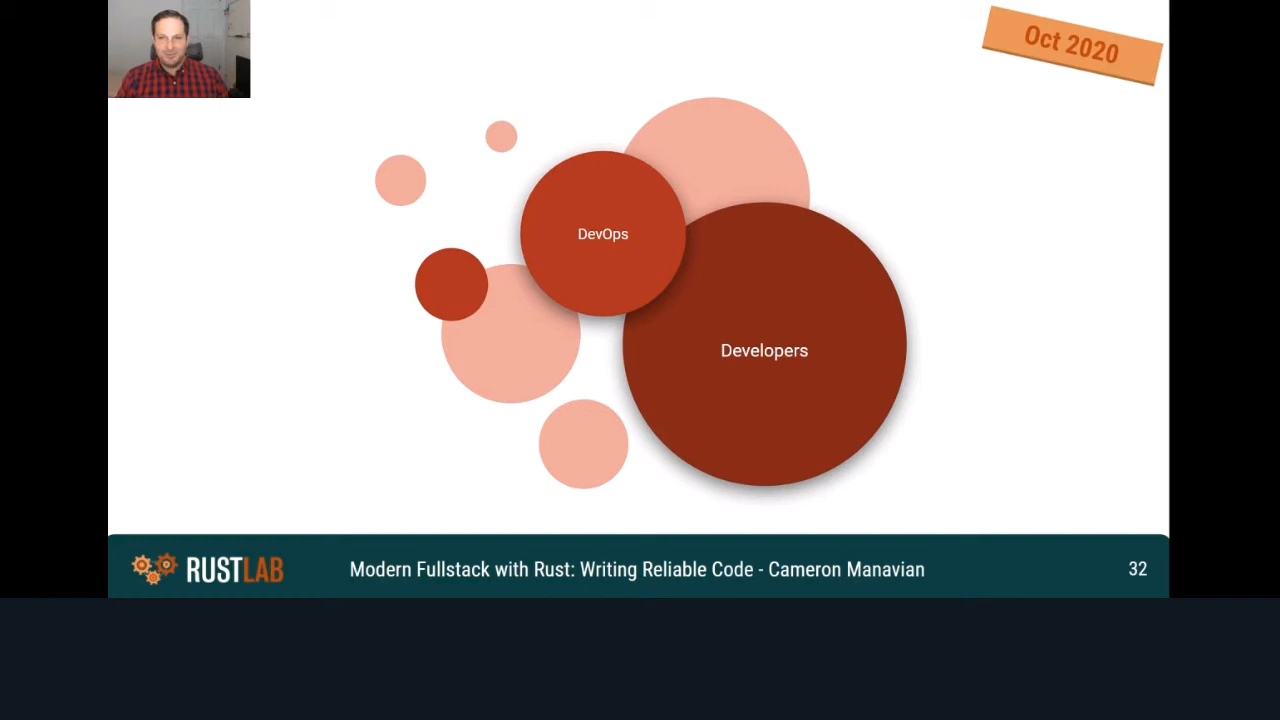 Oct 2020
DevOps
Developers
RUSTLAB
Modern Fullstack with Rust: Writing Reliable Code - Cameron Manavian
32